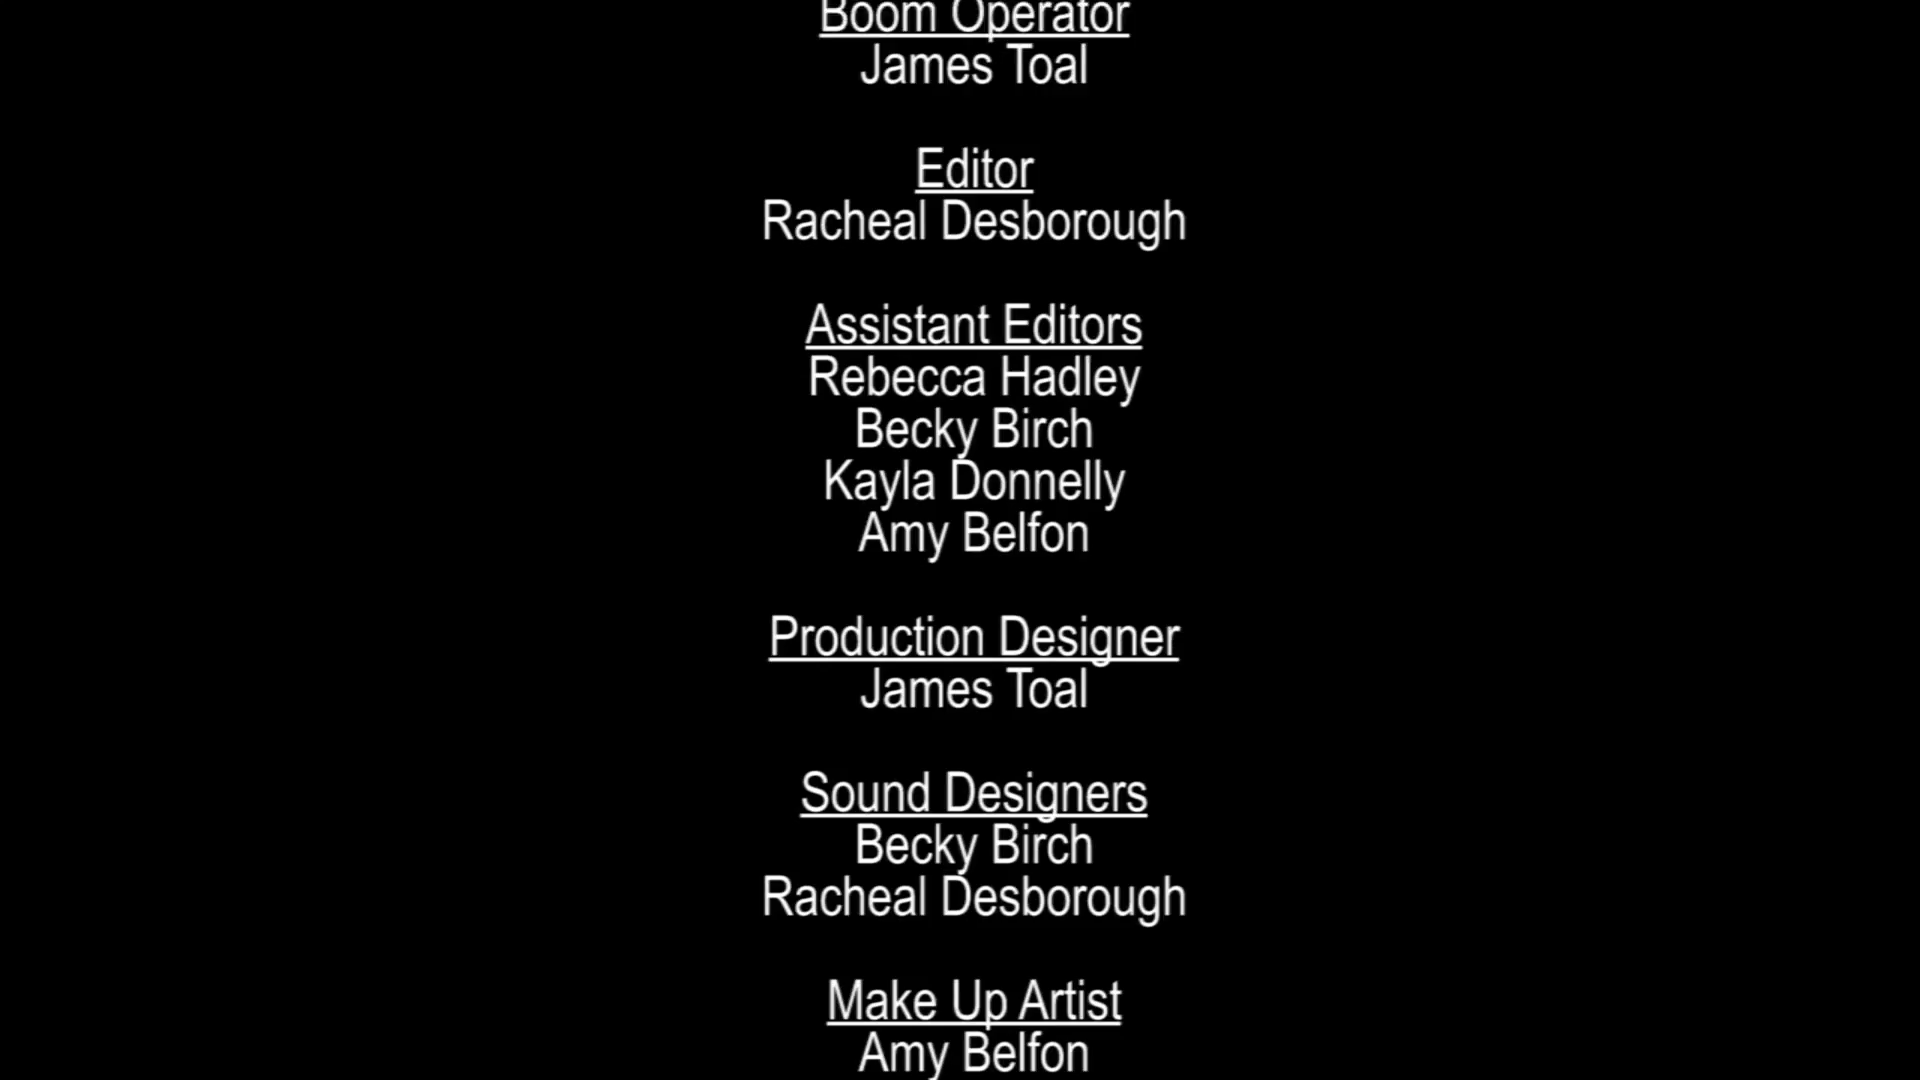 Boom Operator
James Toal
Editor
Racheal Desborough
Assistant Editors
Rebecca Hadley
Becky Birch
Kayla Donnelly
Amy Belfon
Production Designer
James Toal
Sound Designers
Becky Birch
Racheal Desborough
Make Up Artist
Amy Belfon